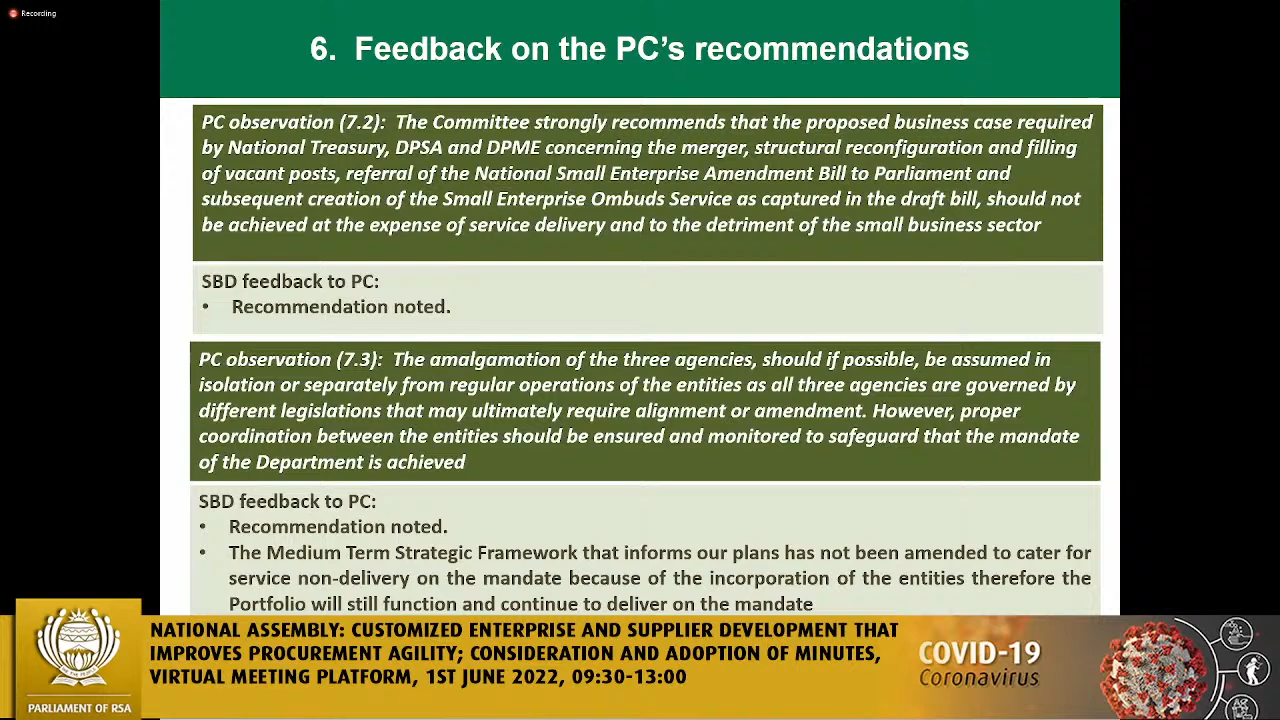 Recording
6. Feedback on the PC's recommendations
PC observation (7.2): The Committee strongly recommends that the proposed business case required
by National Treasury, DPSA and DPME concerning the merger, structural reconfiguration and filling
of vacant posts, referral of the National Small Enterprise Amendment Bill to Parliament and
subsequent creation of the Small Enterprise Ombuds Service as captured in the draft bill, should not
be achieved at the expense of service delivery and to the detriment of the small business sector
SBD feedback to PC:
• Recommendation noted.
PC observation (7.3): The amalgamation of the three agencies, should if possible, be assumed in
isolation or separately from regular operations of the entities as all three agencies are governed by
different legislations that may ultimately require alignment or amendment. However, proper
coordination between the entities should be ensured and monitored to safeguard that the mandate
of the Department is achieved
SBD feedback to PC:
• Recommendation noted.
• The Medium Term Strategic Framework that informs our plans has not been amended to cater for
service non-delivery on the mandate because of the incorporation of the entities therefore the
Portfolio will still function and continue to deliver on the mandate
NATIONAL ASSEMBLY: CUSTOMIZED ENTERPRISE AND SUPPLIER DEVELOPMENT THAT
IMPROVES PROCUREMENT AGILITY; CONSIDERATION AND ADOPTION OF MINUTES,
VIRTUAL MEETING PLATFORM, 1ST JUNE 2022, 09:30-13:00
PARLIAMENT OF RSA
COVID-19
Coronavirus